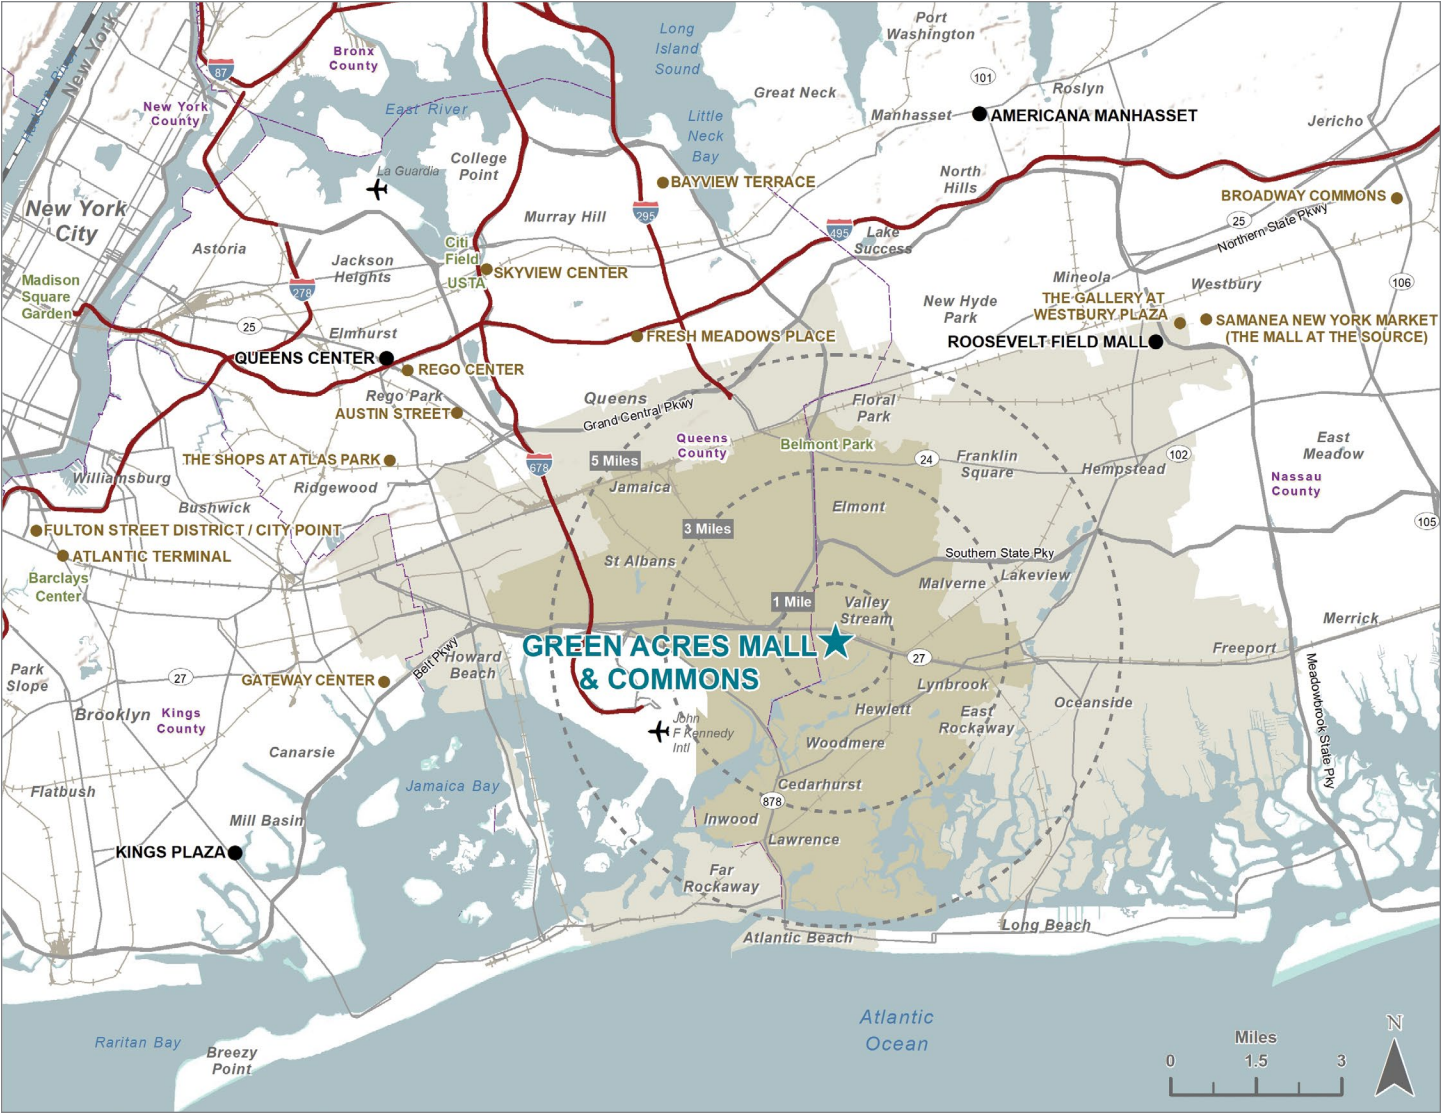 Port
Washington
Long
Island
Sound
Bronx
County
87
Hudson River
New York
101
Roslyn
Great Neck
New York
County
East River
Manhasset
AMERICANA MANHASSET
Little
Neck
Bay
Jericho
College
Point
La Guardia
North
Hills
BAYVIEW TERRACE
BROADWAY COMMONS
New York
City
Murray Hill
295
25
Northern State Pkwy
495
Lake
Success
Astoria
Citi
Field
USTA
Jackson
Heights
SKYVIEW CENTER
Madison
Square
Garden
278
Mineola
Westbury
106
THE GALLERY AT
WESTBURY PLAZA
New Hyde
Park
SAMANEA NEW YORK MARKET
(THE MALL AT THE SOURCE)
25
Elmhurst
FRESH MEADOWS PLACE
ROOSEVELT FIELD MALL
QUEENS CENTER
REGO CENTER
Rego Park
AUSTIN STREET
Queens
Grand Central Pkwy
Floral
Park
Queens
County
Belmont Park
East
Meadow
THE SHOPS AT ATLAS PARK
678
5 Miles
24
Franklin
Square
Hempstead
102
Williamsburg
Ridgewood
Jamaica
Nassau
County
Bushwick
Elmont
105
FULTON STREET DISTRICT / CITY POINT
3 Miles
ATLANTIC TERMINAL
St Albans
Southern State Pky
Barclays
Center
Malverne
Lakeview
1 Mile
Valley
Stream
Merrick
GREEN ACRES MALL
& COMMONS
27
Freeport
Belt Pkwy
Howard
Beach
Park
Slope
27
GATEWAY CENTER
Lynbrook
Meadowbrook State Pky
Oceanside
Brooklyn
Kings
County
Hewlett
East
Rockaway
John
F Kennedy
Intl
Woodmere
Canarsie
Jamaica Bay
Cedarhurst
Flatbush
878
Mill Basin
Inwood
Lawrence
KINGS PLAZA
Far
Rockaway
Long Beach
Atlantic Beach
Atlantic
Ocean
N
Raritan Bay
Breezy
Point
Miles
0 1.5 3